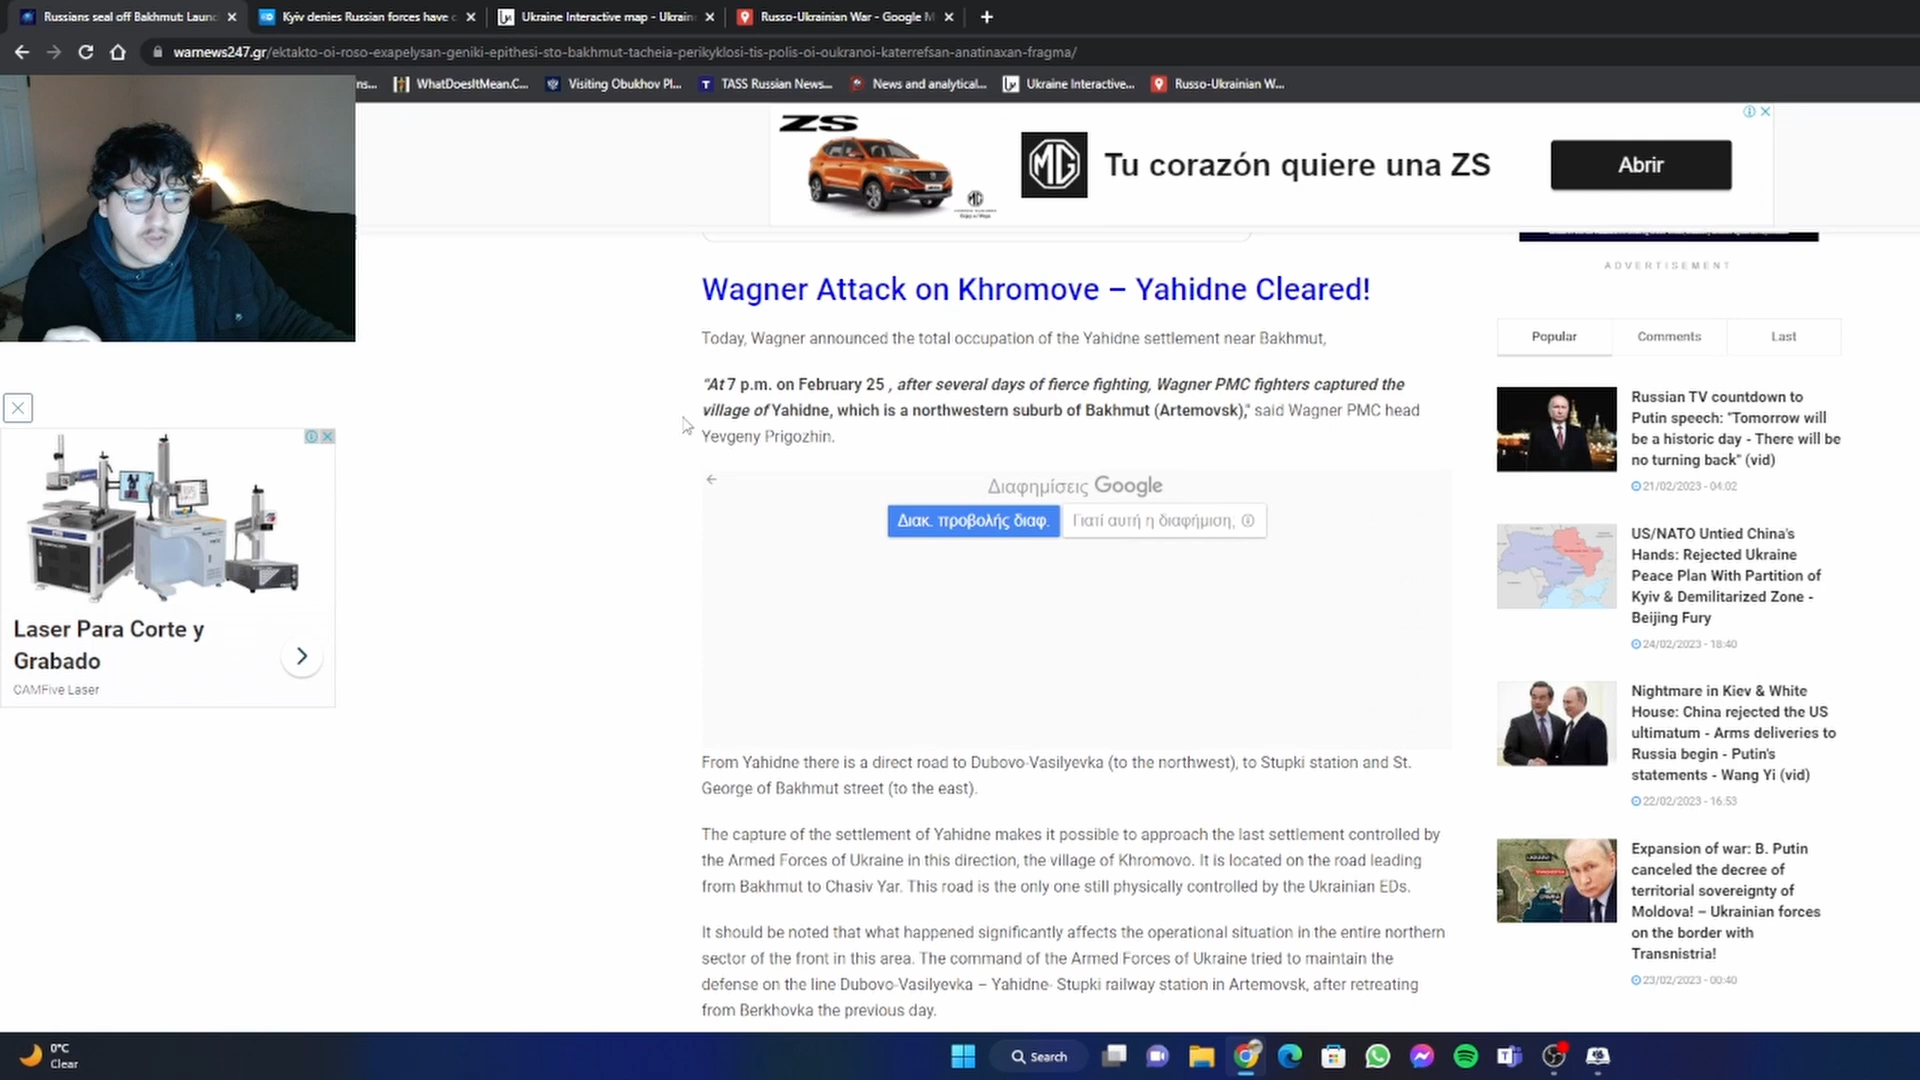 Russians seal off Bakhmut: Laun
Kyiv denies Russian forces have c
Ukraine Interactive map - Ukrain
Russo-Ukrainian War - Google M
warnews247.gr/ektakto-oi-roso-exapelysan-geniki-epithesi-sto-bakhmut-tacheia-perikyklosi-tis-polis-oi-oukranoi-katerrefsan-anatinaxan-fragma/
ns...
WhatDoesItMean.C...
Visiting Obukhov Pl...
TASS Russian News...
News and analytical...
Ukraine Interactive...
Russo-Ukrainian W...
ZS
MG
Tu corazón quiere una ZS
Abrir
ADVERTISEMENT
Wagner Attack on Khromove – Yahidne Cleared!
Today, Wagner announced the total occupation of the Yahidne settlement near Bakhmut,
"At 7 p.m. on February 25 , after several days of fierce fighting, Wagner PMC fighters captured the
village of Yahidne, which is a northwestern suburb of Bakhmut (Artemovsk)," said Wagner PMC head
Yevgeny Prigozhin.
Διαφημίσεις Google
Διακ. προβολής διαφ.
Γιατί αυτή η διαφήμιση;
From Yahidne there is a direct road to Dubovo-Vasilyevka (to the northwest), to Stupki station and St.
George of Bakhmut street (to the east).
The capture of the settlement of Yahidne makes it possible to approach the last settlement controlled by
the Armed Forces of Ukraine in this direction, the village of Khromovo. It is located on the road leading
from Bakhmut to Chasiv Yar. This road is the only one still physically controlled by the Ukrainian EDs.
It should be noted that what happened significantly affects the operational situation in the entire northern
sector of the front in this area. The command of the Armed Forces of Ukraine tried to maintain the
defense on the line Dubovo-Vasilyevka – Yahidne- Stupki railway station in Artemovsk, after retreating
from Berkhovka the previous day.
Laser Para Corte y
Grabado
CAMFive Laser
Popular
Comments
Last
Russian TV countdown to
Putin speech: "Tomorrow will
be a historic day - There will be
no turning back" (vid)
21/02/2023 - 04:02
US/NATO Untied China's
Hands: Rejected Ukraine
Peace Plan With Partition of
Kyiv & Demilitarized Zone -
Beijing Fury
24/02/2023 - 18:40
Nightmare in Kiev & White
House: China rejected the US
ultimatum - Arms deliveries to
Russia begin - Putin's
statements - Wang Yi (vid)
22/02/2023 - 16:53
Expansion of war: B. Putin
canceled the decree of
territorial sovereignty of
Moldova! – Ukrainian forces
on the border with
Transnistria!
23/02/2023 - 00:40
0°C
Clear
Search